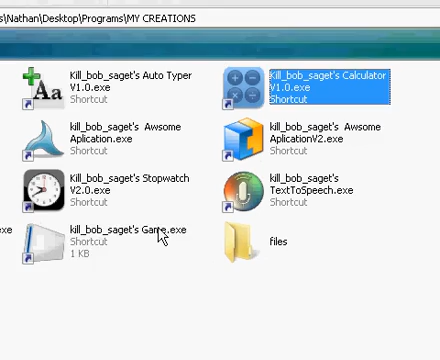 s\Nathan\Desktop\Programs\MY CREATIONS
Kill_bob_saget's Auto Typer
V1.0.exe
Shortcut
Kill_bob_saget's Calculator
V1.0.exe
Shortcut
kill_bob_saget's Awsome
Aplication.exe
Shortcut
kill_bob_saget's Awsome
AplicationV2.exe
Shortcut
Kill_bob_saget's Stopwatch
V2.0.exe
Shortcut
kill_bob_saget's
TextToSpeech.exe
Shortcut
exe
kill_bob_saget's Game.exe
Shortcut
1 KB
files
Aa